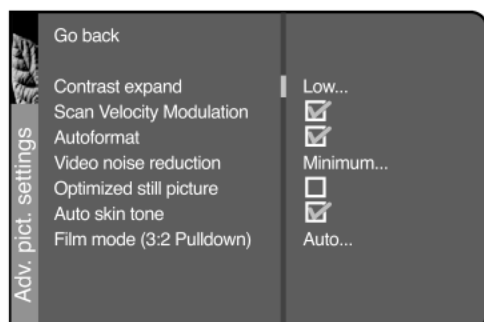 Go back
Contrast expand Low...
Scan Velocity Modulation
Autoformat
Video noise reduction Minimum...
Optimized still picture
Auto skin tone
Film mode (3:2 Pulldown) Auto...
Adv. pict. settings